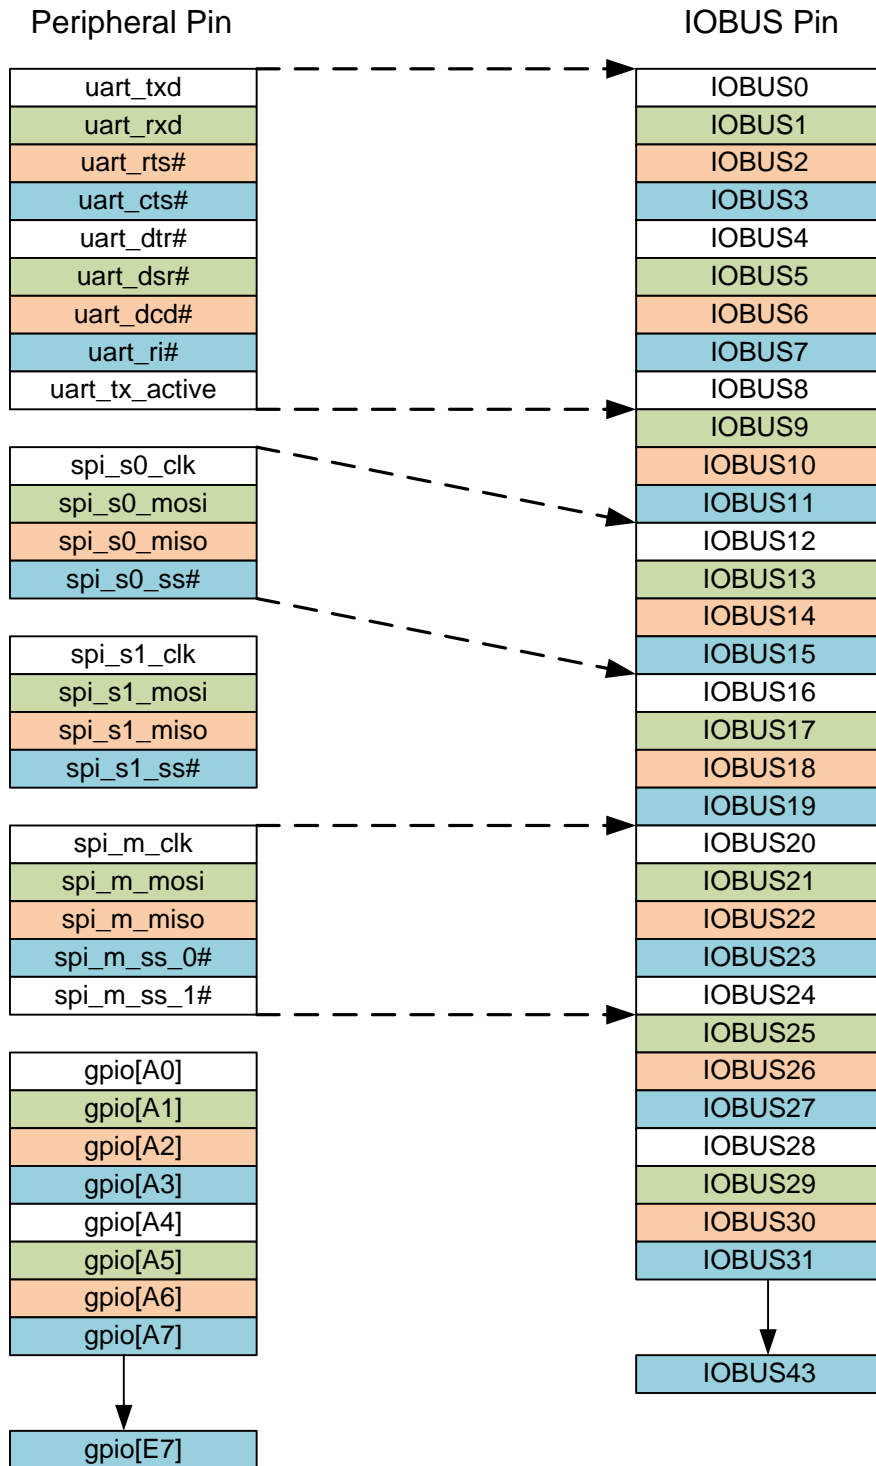 Peripheral Pin
uart_txd
uart_rxd
uart_rts#
uart_cts#
uart_dtr#
uart_dsr#
uart_dcd#
uart_ri#
uart_tx_active
spi_s0_clk
spi_s0_mosi
spi_s0_miso
spi_s0_ss#
spi_s1_clk
spi_s1_mosi
spi_s1_miso
spi_s1_ss#
spi_m_clk
spi_m_mosi
spi_m_miso
spi_m_ss_0#
spi_m_ss_1#
gpio[A0]
gpio[A1]
gpio[A2]
gpio[A3]
gpio[A4]
gpio[A5]
gpio[A6]
gpio[A7]
gpio[E7]
IOBUS Pin
IOBUS0
IOBUS1
IOBUS2
IOBUS3
IOBUS4
IOBUS5
IOBUS6
IOBUS7
IOBUS8
IOBUS9
IOBUS10
IOBUS11
IOBUS12
IOBUS13
IOBUS14
IOBUS15
IOBUS16
IOBUS17
IOBUS18
IOBUS19
IOBUS20
IOBUS21
IOBUS22
IOBUS23
IOBUS24
IOBUS25
IOBUS26
IOBUS27
IOBUS28
IOBUS29
IOBUS30
IOBUS31
IOBUS43